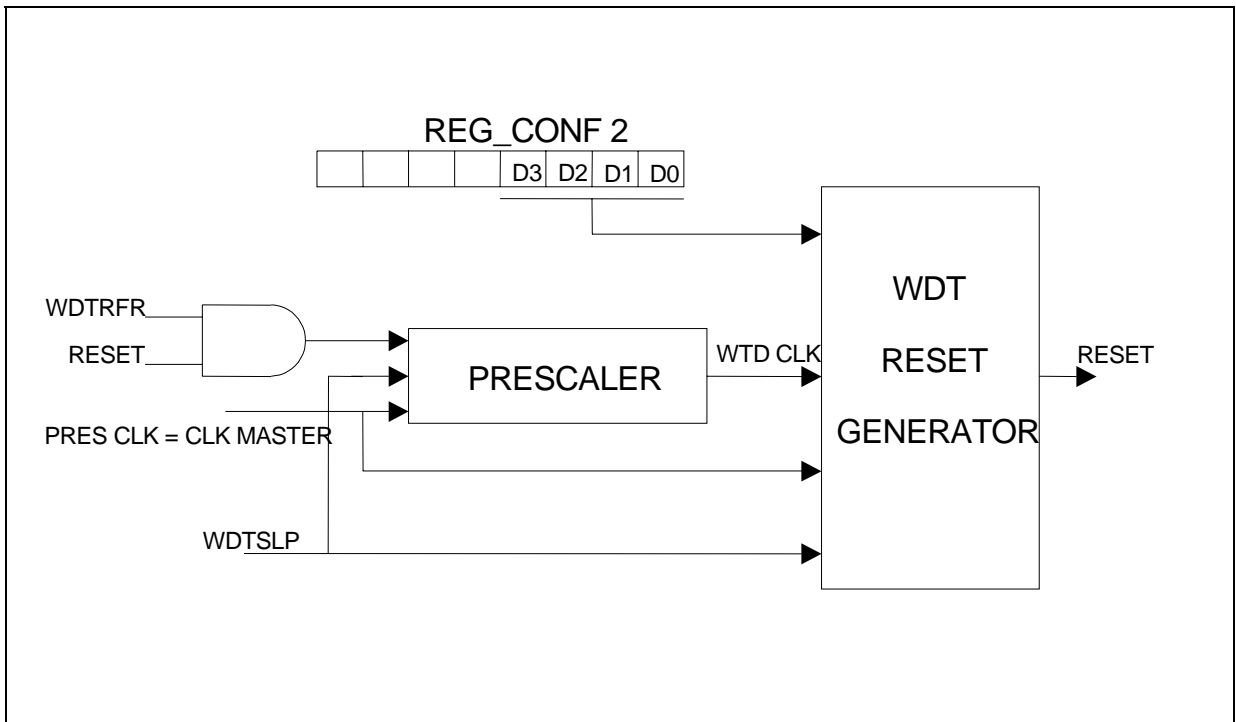 REG_CONF 2
D3 D2 D1 D0
WDTRFR
RESET
PRES CLK = CLK MASTER
WDTSLP
PRESCALER
WTD CLK
WDT
RESET
GENERATOR
RESET